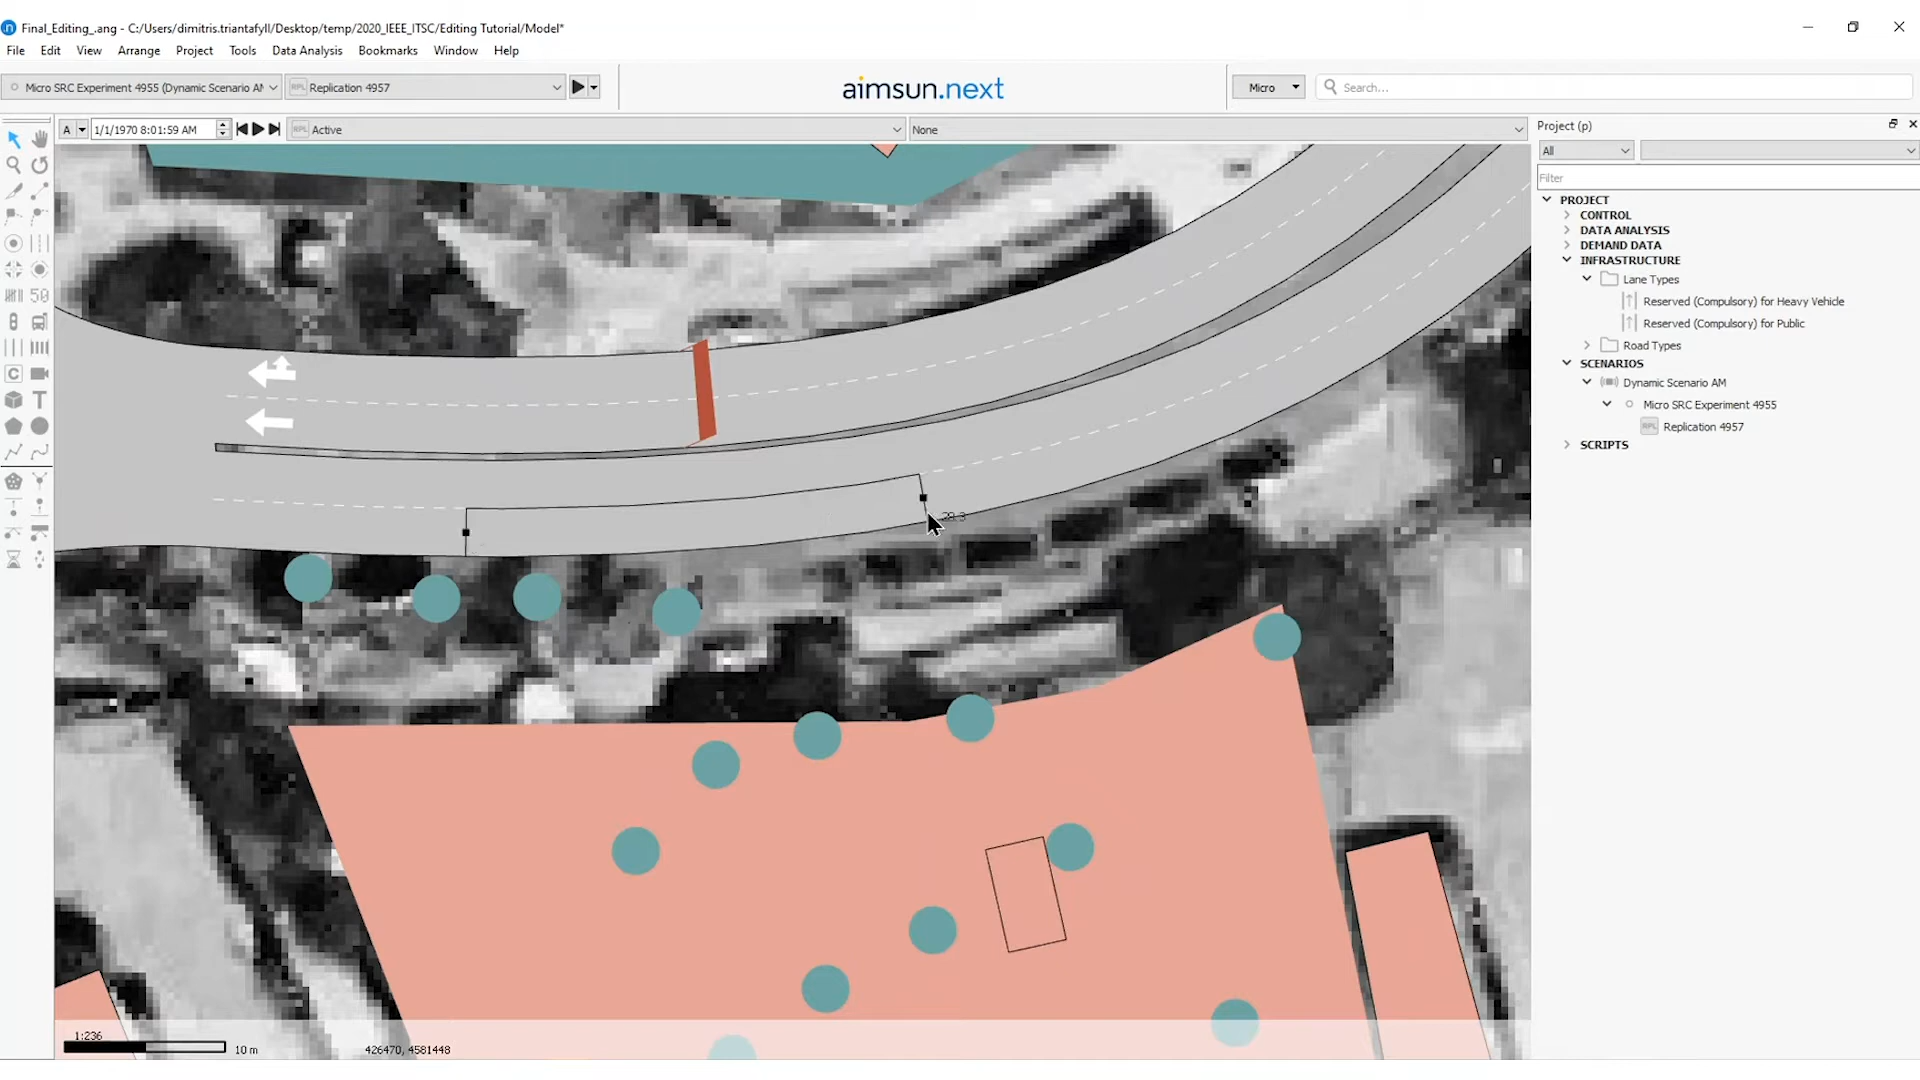 Final_Editing_.ang - C:/Users/dimitris.triantafyll/Desktop/temp/2020_IEEE_ITSC/Editing Tutorial/Model*
File Edit View Arrange Project Tools Data Analysis Bookmarks Window Help
Micro SRC Experiment 4955 (Dynamic Scenario AM RPL Replication 4957
aimsun.next
Micro Search...
A 1/1/1970 8:01:59 AM RPL Active None
Project (p)
All
Filter
PROJECT
CONTROL
DATA ANALYSIS
DEMAND DATA
INFRASTRUCTURE
Lane Types
Reserved (Compulsory) for Heavy Vehicle
Reserved (Compulsory) for Public
Road Types
SCENARIOS
Dynamic Scenario AM
Micro SRC Experiment 4955
RPL Replication 4957
SCRIPTS
50
C
T
1:236
10 m 426470, 4581448